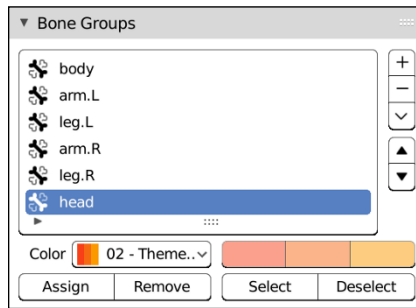 Bone Groups
body
arm.L
leg.L
arm.R
leg.R
head
Color 02 - Theme..
Assign Remove Select Deselect